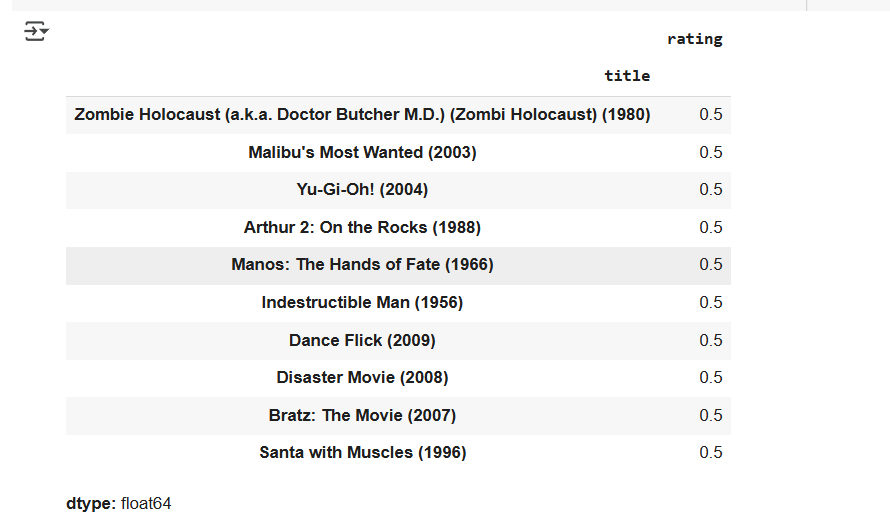 rating
title
Zombie Holocaust (a.k.a. Doctor Butcher M.D.) (Zombi Holocaust) (1980) 0.5
Malibu's Most Wanted (2003) 0.5
Yu-Gi-Oh! (2004) 0.5
Arthur 2: On the Rocks (1988) 0.5
Manos: The Hands of Fate (1966) 0.5
Indestructible Man (1956) 0.5
Dance Flick (2009) 0.5
Disaster Movie (2008) 0.5
Bratz: The Movie (2007) 0.5
Santa with Muscles (1996) 0.5
dtype: float64